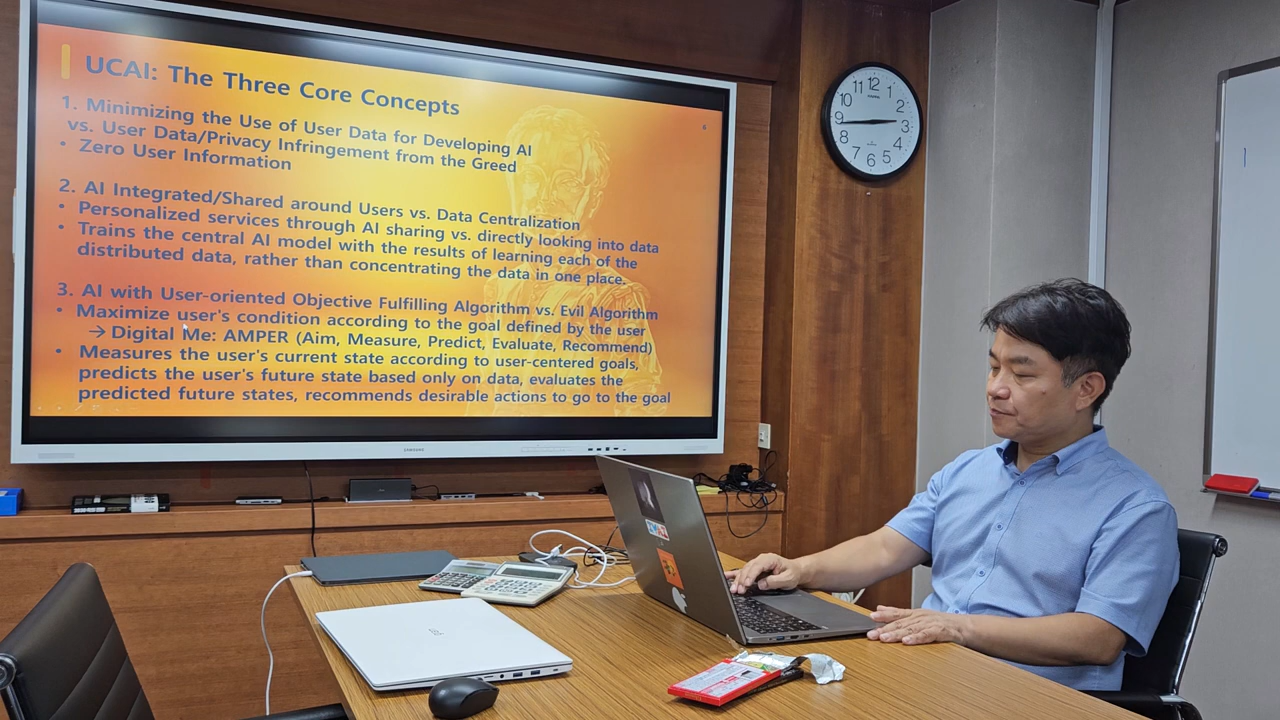 UCAI: The Three Core Concepts
1. Minimizing the Use of User Data for Developing AI
vs. User Data/Privacy Infringement from the Greed
• Zero User Information
2. AI Integrated/Shared around Users vs. Data Centralization
• Personalized services through AI sharing vs. directly looking into data
• Trains the central AI model with the results of learning each of the
distributed data, rather than concentrating the data in one place.
3. AI with User-oriented Objective Fulfilling Algorithm vs. Evil Algorithm
• Maximize user's condition according to the goal defined by the user
→ Digital Me: AMPER (Aim, Measure, Predict, Evaluate, Recommend)
• Measures the user's current state according to user-centered goals,
predicts the user's future state based only on data, evaluates the
predicted future states, recommends desirable actions to go to the goal
SAMSUNG
12
1
2
3
4
5
6
7
8
9
10
11